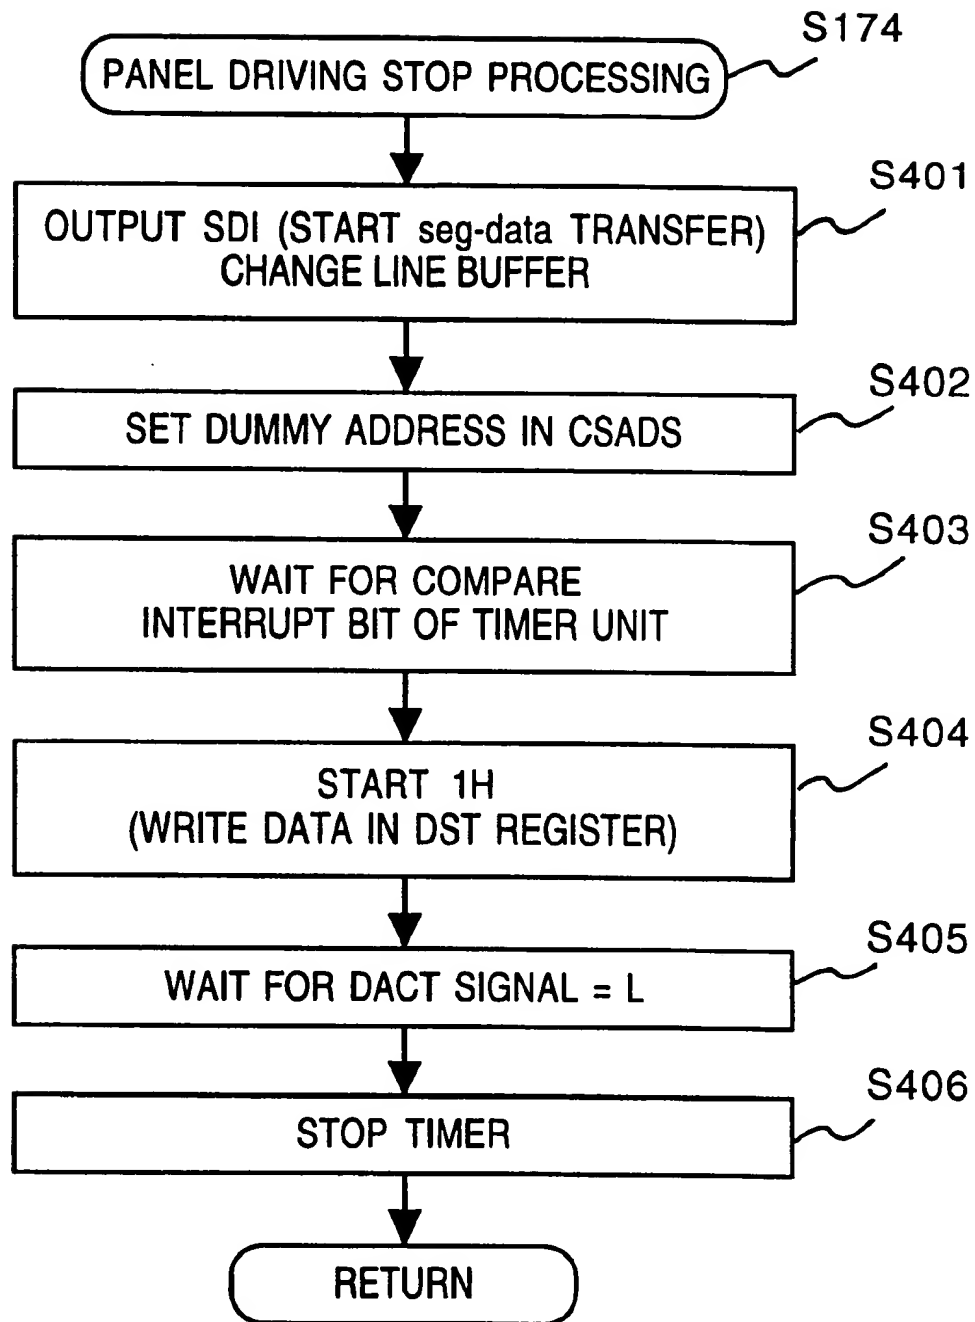 S174
PANEL DRIVING STOP PROCESSING
S401
OUTPUT SDI (START seg-data TRANSFER)
CHANGE LINE BUFFER
S402
SET DUMMY ADDRESS IN CSADS
S403
WAIT FOR COMPARE
INTERRUPT BIT OF TIMER UNIT
S404
START 1H
(WRITE DATA IN DST REGISTER)
S405
WAIT FOR DACT SIGNAL = L
S406
STOP TIMER
RETURN